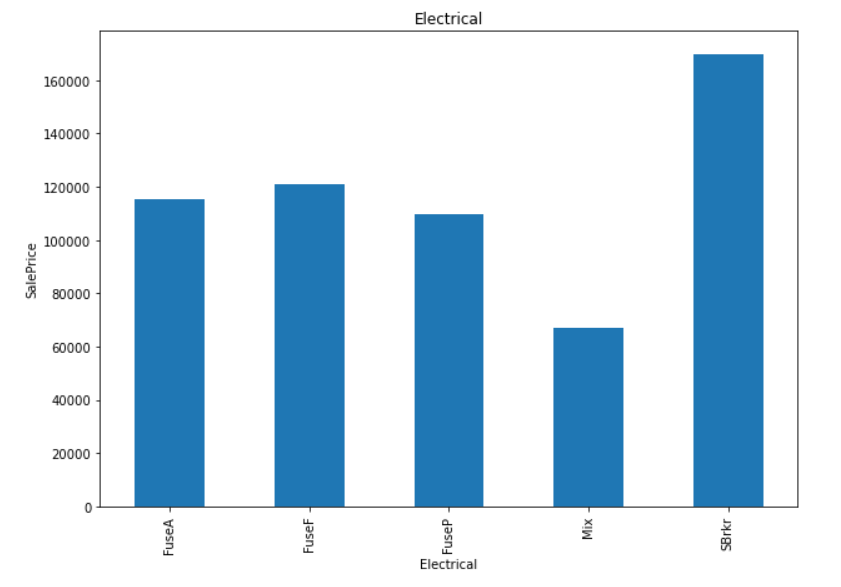 Electrical
SalePrice
160000
140000
120000
100000
80000
60000
40000
20000
0
FuseA
FuseF
FuseP
Mix
SBrkr
Electrical